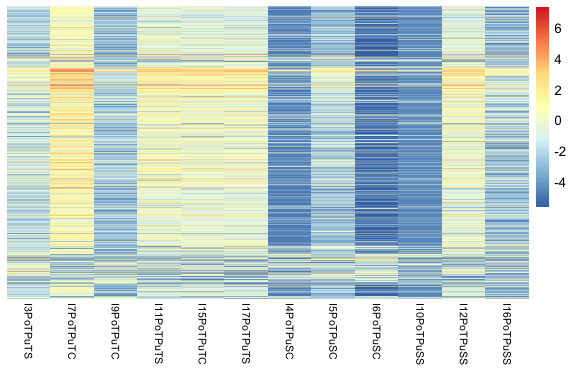 6
4
2
0
-2
-4
I3PoTPuTS
I7PoTPuTC
I9PoTPuTC
I11PoTPuTS
I15PoTPuTC
I17PoTPuTS
I4PoTPuSC
I5PoTPuSC
I6PoTPuSC
I10PoTPuSS
I12PoTPuSS
I16PoTPuSS